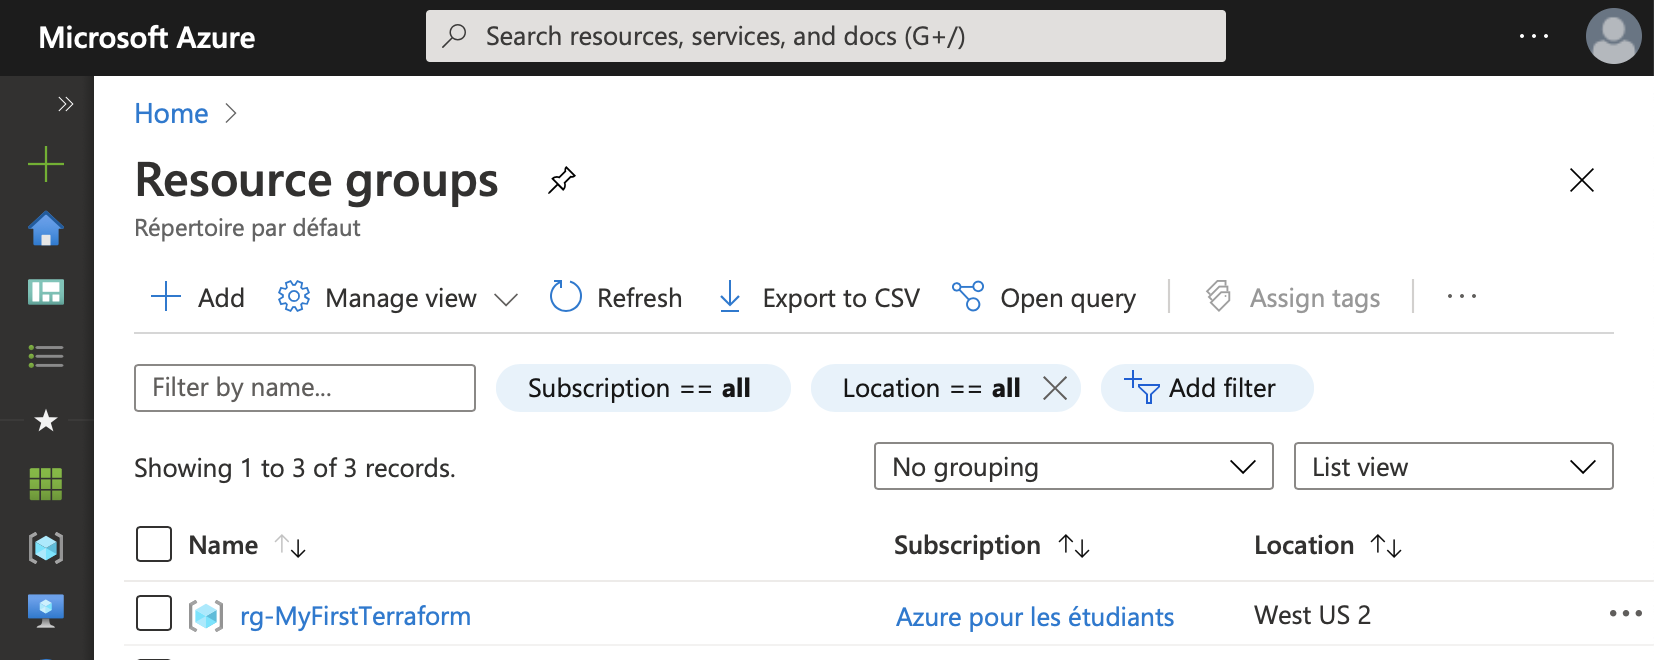 Microsoft Azure
Search resources, services, and docs (G+/)
Home
Resource groups
Répertoire par défaut
Add Manage view Refresh Export to CSV Open query Assign tags
Filter by name... Subscription == all Location == all Add filter
Showing 1 to 3 of 3 records. No grouping List view
Name Subscription Location
rg-MyFirstTerraform Azure pour les étudiants West US 2